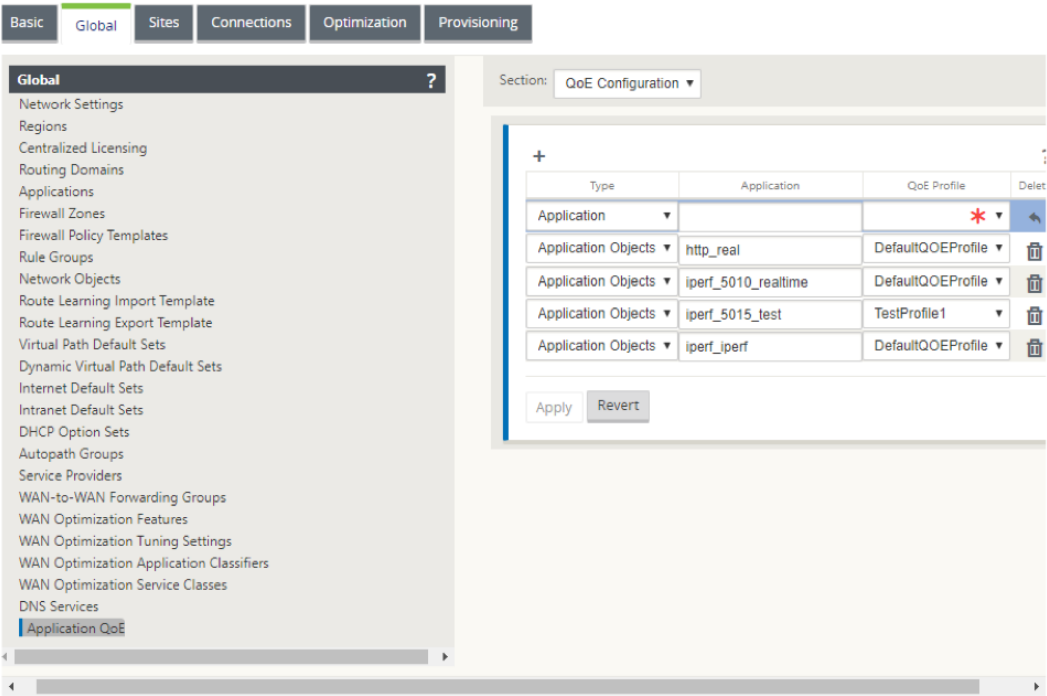 Basic Global Sites Connections Optimization Provisioning
Global ?
Network Settings
Regions
Centralized Licensing
Routing Domains
Applications
Firewall Zones
Firewall Policy Templates
Rule Groups
Network Objects
Route Learning Import Template
Route Learning Export Template
Virtual Path Default Sets
Dynamic Virtual Path Default Sets
Internet Default Sets
Intranet Default Sets
DHCP Option Sets
Autopath Groups
Service Providers
WAN-to-WAN Forwarding Groups
WAN Optimization Features
WAN Optimization Tuning Settings
WAN Optimization Application Classifiers
WAN Optimization Service Classes
DNS Services
Application QoE
Section: QoE Configuration
+ ?
Type Application QoE Profile Delet
Application *
Application Objects http_real DefaultQOEProfile
Application Objects iperf_5010_realtime DefaultQOEProfile
Application Objects iperf_5015_test TestProfile1
Application Objects iperf_iperf DefaultQOEProfile
Apply Revert